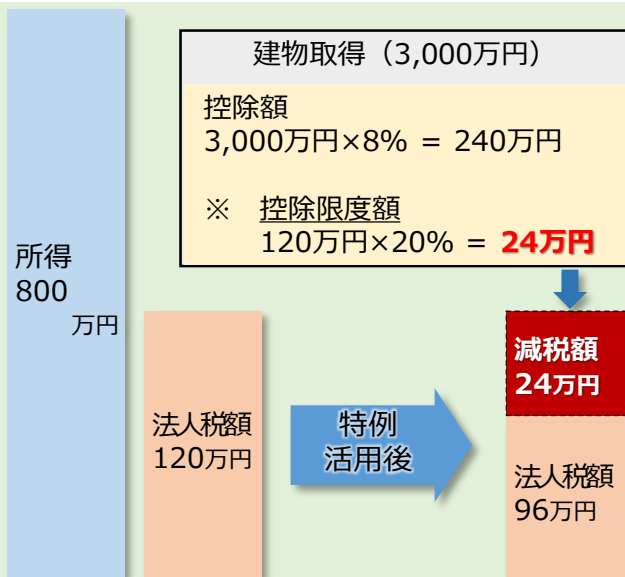 建物取得（3,000万円）
控除額
3,000万円×8% = 240万円
※ 控除限度額
120万円×20% = 24万円
所得
800
万円
法人税額
120万円
特例
活用後
減税額
24万円
法人税額
96万円